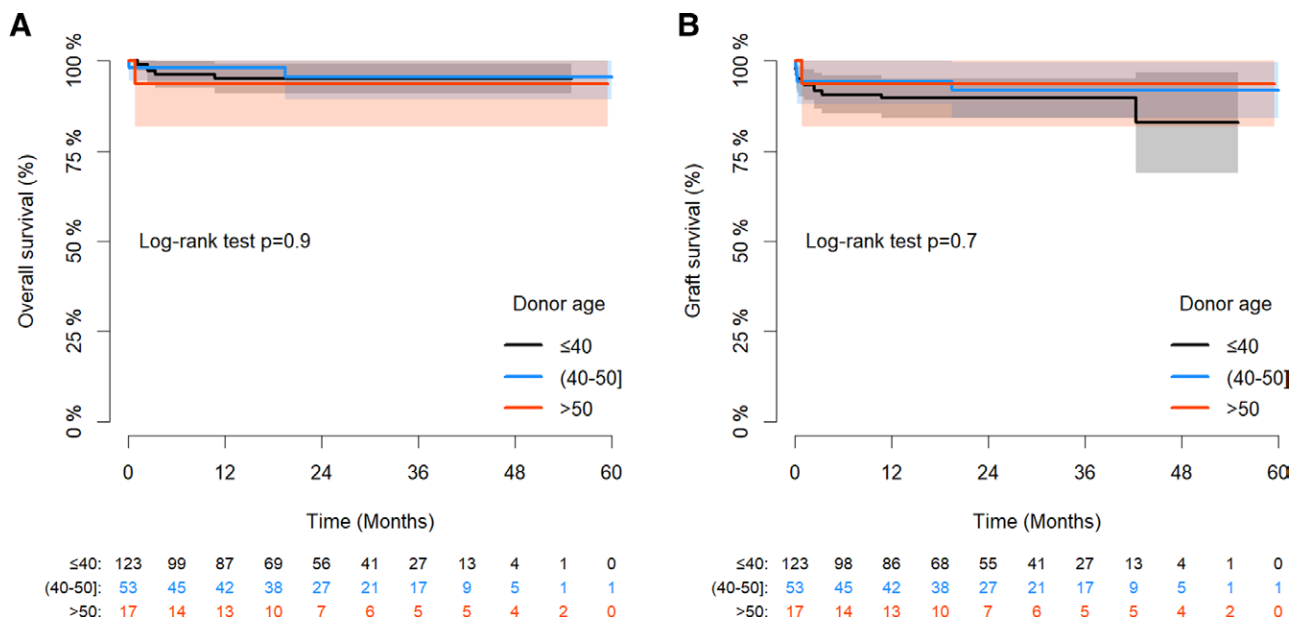 A
Overall survival (%)
100 %
75 %
50 %
25 %
0 %
Log-rank test p=0.9
Donor age
≤40
(40-50]
>50
0 12 24 36 48 60
Time (Months)
≤40: 123 99 87 69 56 41 27 13 4 1 0
(40-50]: 53 45 42 38 27 21 17 9 5 1 1
>50: 17 14 13 10 7 6 5 5 4 2 0
B
Graft survival (%)
100 %
75 %
50 %
25 %
0 %
Log-rank test p=0.7
Donor age
≤40
(40-50]
>50
0 12 24 36 48 60
Time (Months)
≤40: 123 98 86 68 55 41 27 13 4 1 0
(40-50]: 53 45 42 38 27 21 17 9 5 1 1
>50: 17 14 13 10 7 6 5 5 4 2 0